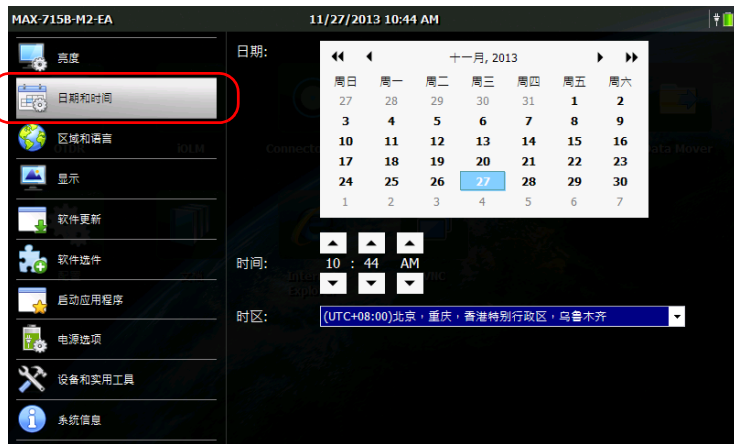 MAX-715B-M2-EA
11/27/2013 10:44 AM
亮度
日期和时间
区域和语言
显示
软件更新
软件选件
启动应用程序
电源选项
设备和实用工具
系统信息
日期:
十一月, 2013
周日 周一 周二 周三 周四 周五 周六
27 28 29 30 31 1 2
3 4 5 6 7 8 9
10 11 12 13 14 15 16
17 18 19 20 21 22 23
24 25 26 27 28 29 30
1 2 3 4 5 6 7
时间:
10 : 44 AM
时区:
(UTC+08:00)北京，重庆，香港特别行政区，乌鲁木齐
OTDR
iOLM
Data Mover